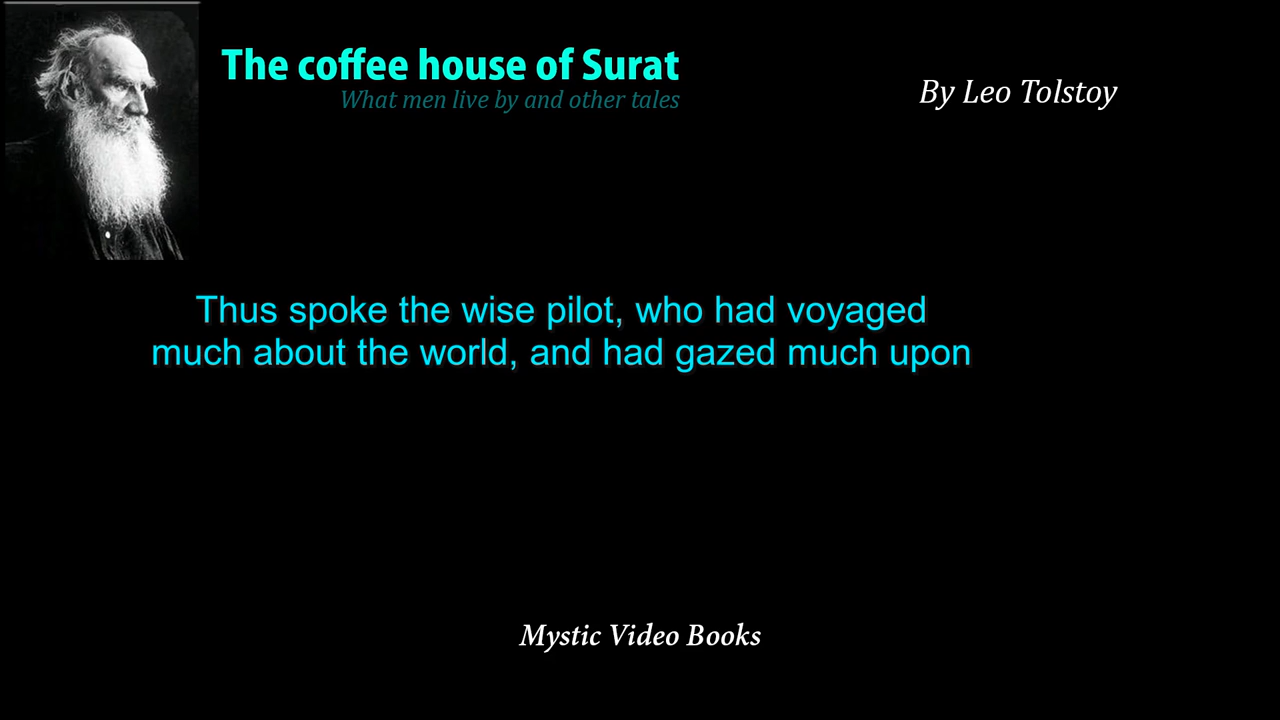 The coffee house of Surat
What men live by and other tales
By Leo Tolstoy
Thus spoke the wise pilot, who had voyaged
much about the world, and had gazed much upon
Mystic Video Books